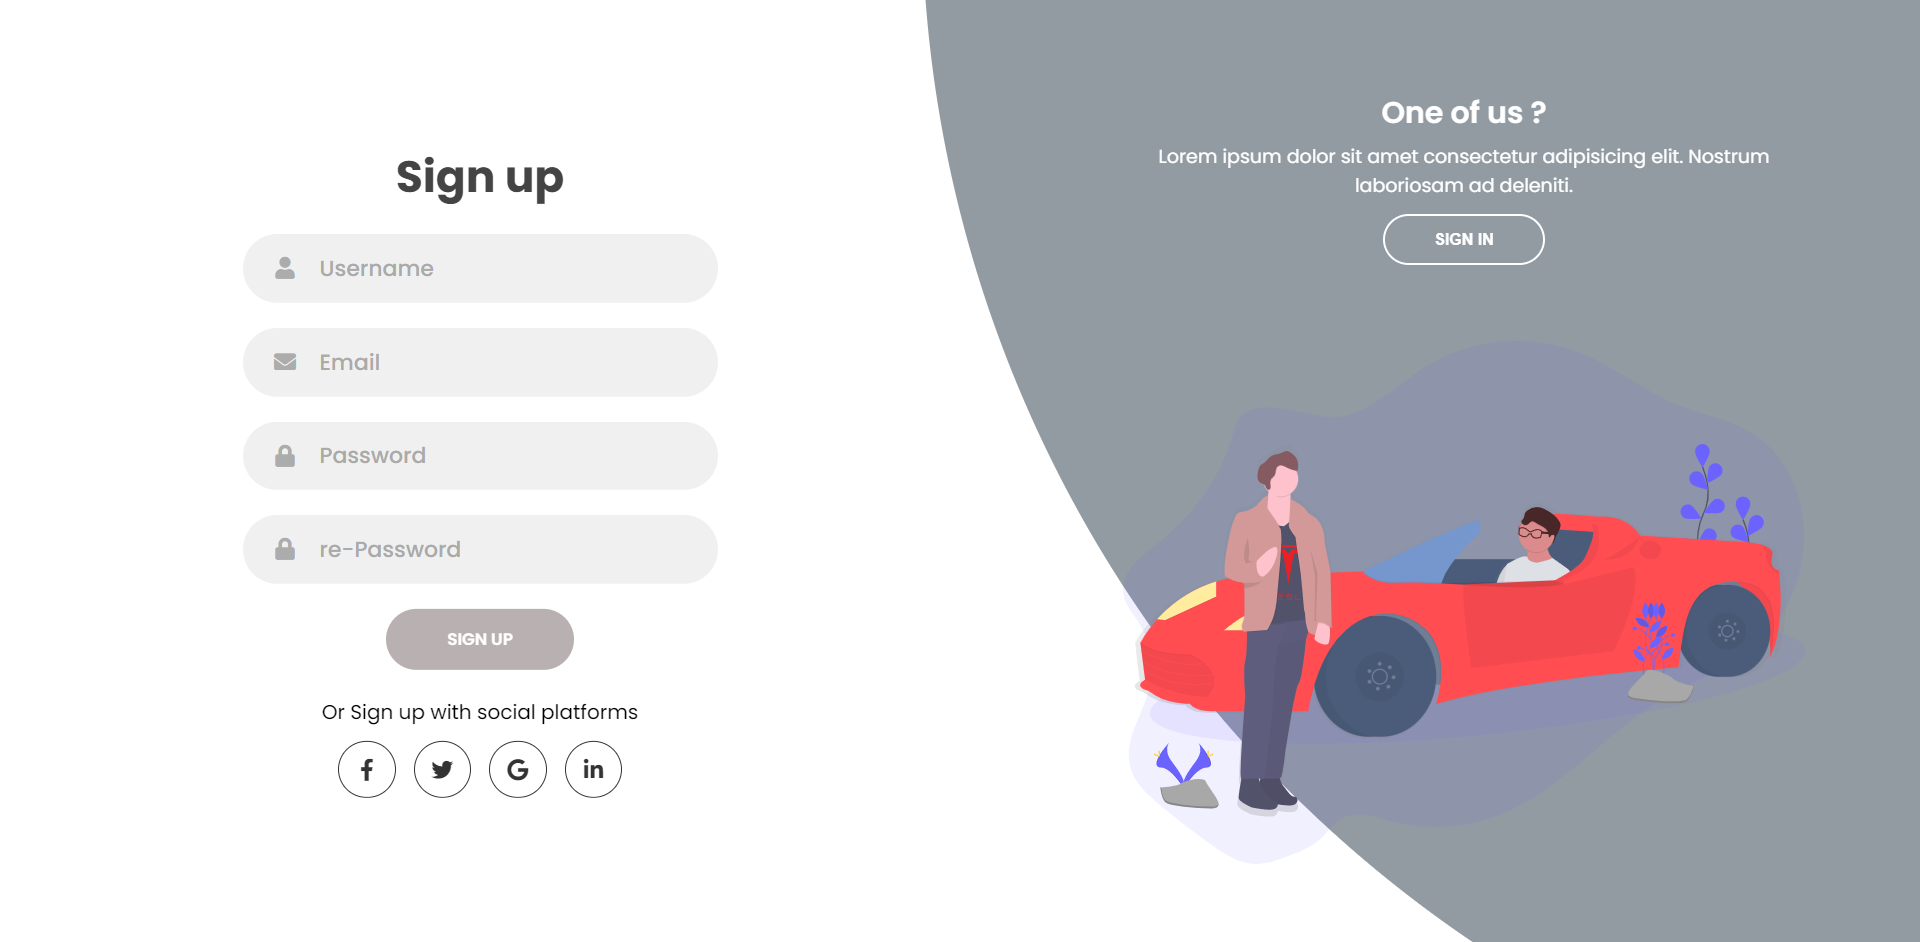 Sign up
Username
Email
Password
re-Password
SIGN UP
Or Sign up with social platforms
One of us ?
Lorem ipsum dolor sit amet consectetur adipisicing elit. Nostrum
laboriosam ad deleniti.
SIGN IN